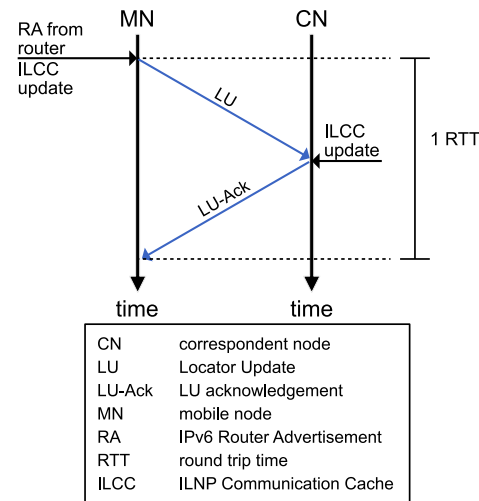 MN CN
RA from
router
ILCC
update
LU
ILCC
update
1 RTT
LU-Ack
time time
CN correspondent node
LU Locator Update
LU-Ack LU acknowledgement
MN mobile node
RA IPv6 Router Advertisement
RTT round trip time
ILCC ILNP Communication Cache